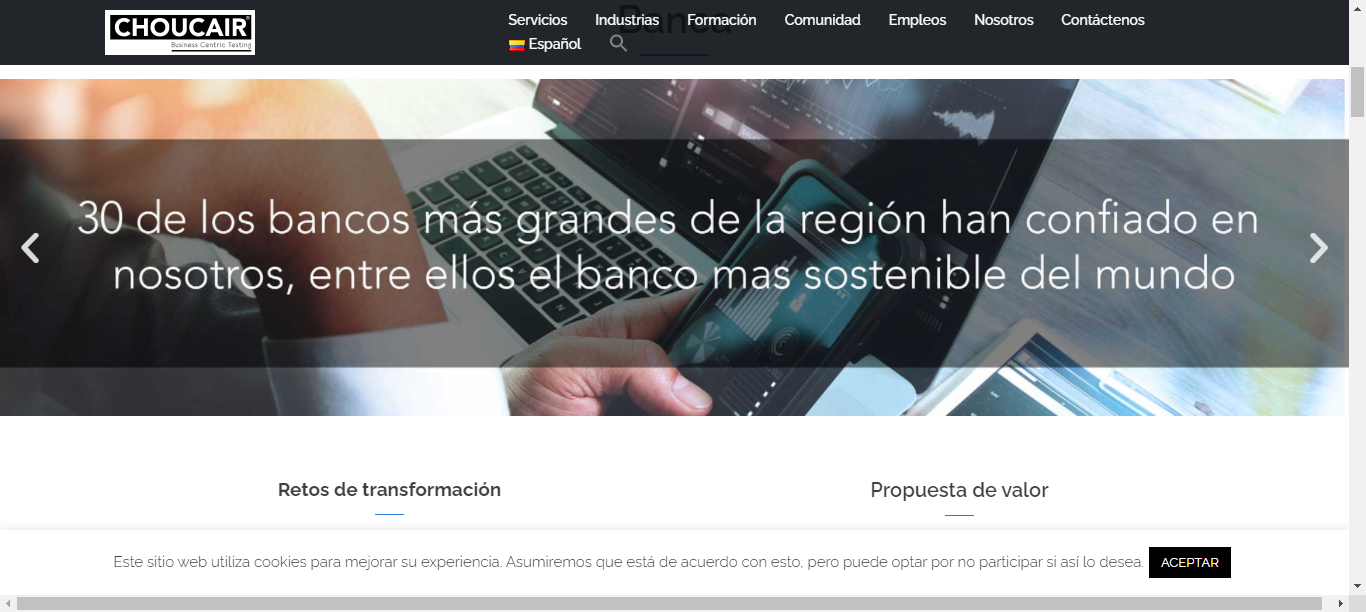 CHOUCAIR
Business Centric Testing
Servicios Industrias Formación Comunidad Empleos Nosotros Contáctenos
Español
Banca
30 de los bancos más grandes de la región han confiado en
nosotros, entre ellos el banco mas sostenible del mundo
Retos de transformación
Propuesta de valor
Este sitio web utiliza cookies para mejorar su experiencia. Asumiremos que está de acuerdo con esto, pero puede optar por no participar si así lo desea. ACEPTAR